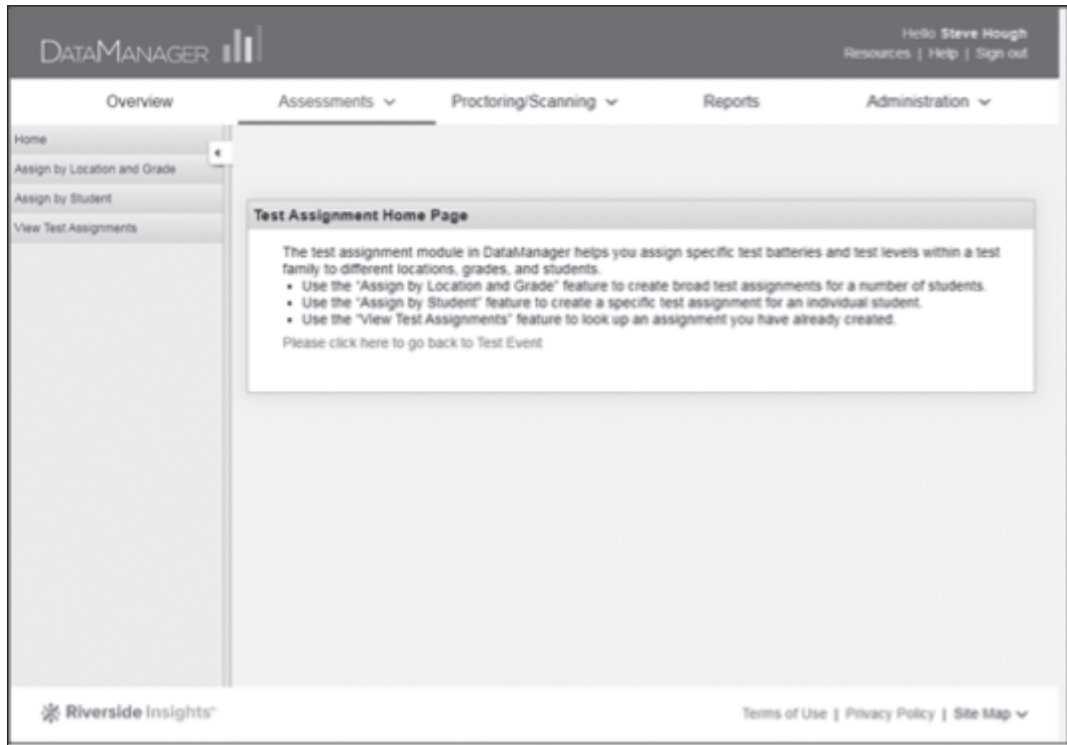 DATAMANAGER
Hello Steve Hough
Resources | Help | Sign out
Overview
Assessments
Proctoring/Scanning
Reports
Administration
Home
Assign by Location and Grade
Assign by Student
View Test Assignments
Test Assignment Home Page
The test assignment module in DataManager helps you assign specific test batteries and test levels within a test
family to different locations, grades, and students.
• Use the "Assign by Location and Grade" feature to create broad test assignments for a number of students.
• Use the "Assign by Student" feature to create a specific test assignment for an individual student.
• Use the "View Test Assignments" feature to look up an assignment you have already created.
Please click here to go back to Test Event
Riverside Insights
Terms of Use | Privacy Policy | Site Map